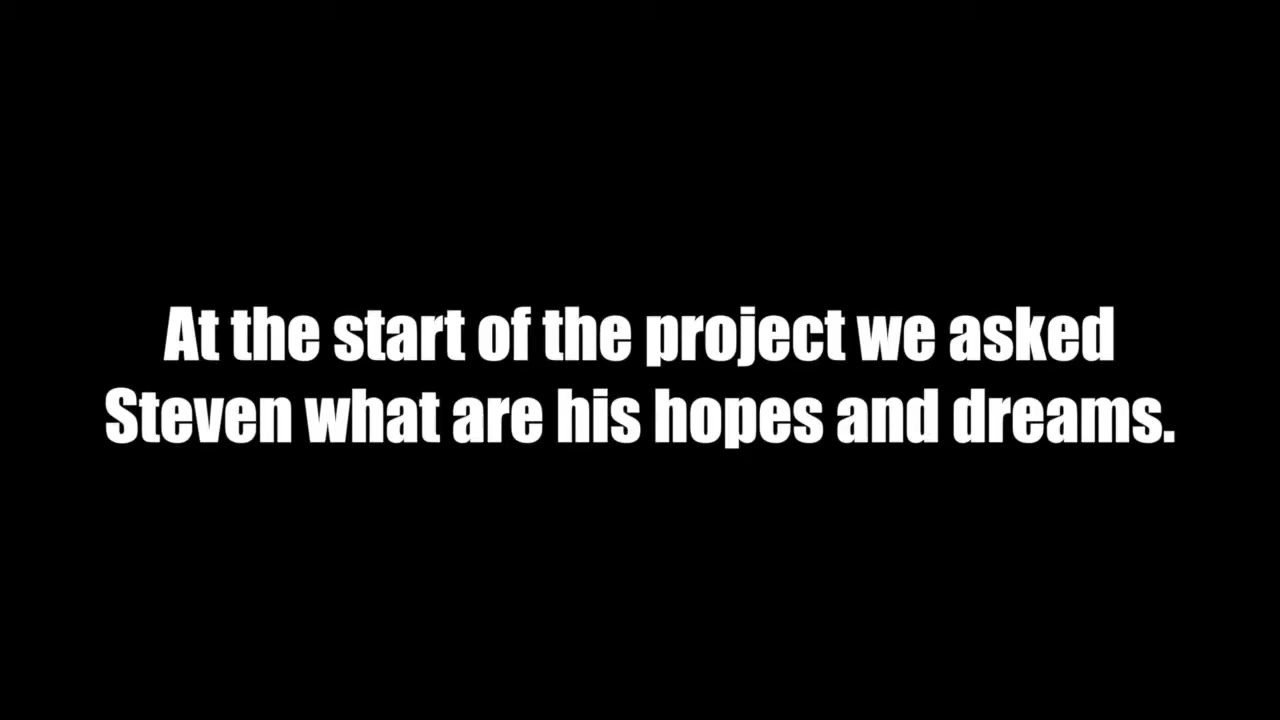 At the start of the project we asked
Steven what are his hopes and dreams.